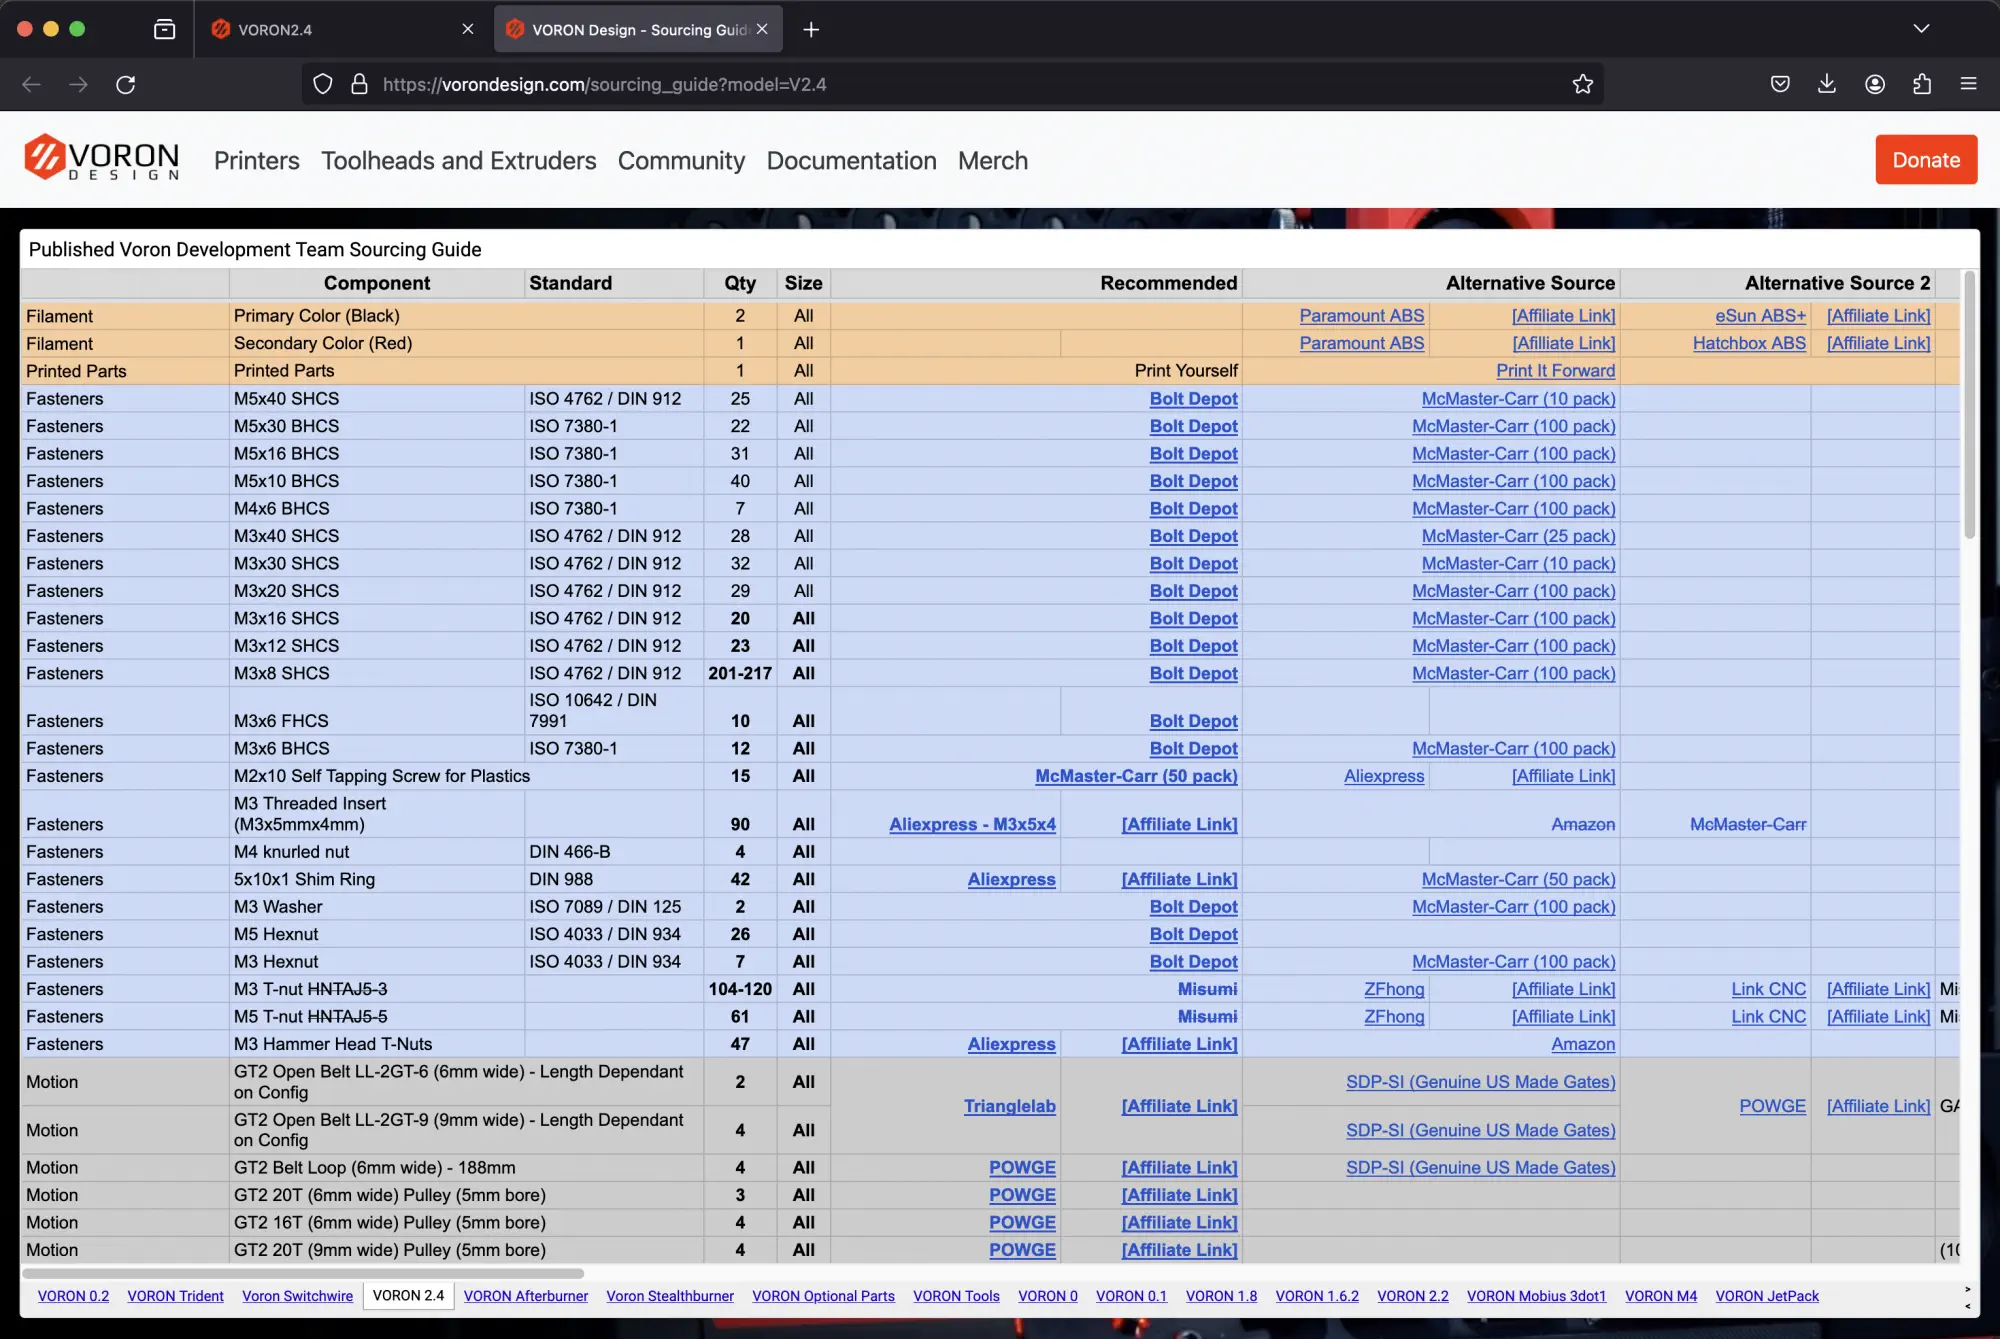 VORON2.4
VORON Design - Sourcing Guid
https://vorondesign.com/sourcing_guide?model=V2.4
VORON DESIGN
Printers Toolheads and Extruders Community Documentation Merch
Donate
Published Voron Development Team Sourcing Guide
Component Standard Qty Size Recommended Alternative Source Alternative Source 2
Filament Primary Color (Black) 2 All Paramount ABS [Affiliate Link] eSun ABS+ [Affiliate Link]
Filament Secondary Color (Red) 1 All Paramount ABS [Afilliate Link] Hatchbox ABS [Affiliate Link]
Printed Parts Printed Parts 1 All Print Yourself Print It Forward
Fasteners M5x40 SHCS ISO 4762 / DIN 912 25 All Bolt Depot McMaster-Carr (10 pack)
Fasteners M5x30 BHCS ISO 7380-1 22 All Bolt Depot McMaster-Carr (100 pack)
Fasteners M5x16 BHCS ISO 7380-1 31 All Bolt Depot McMaster-Carr (100 pack)
Fasteners M5x10 BHCS ISO 7380-1 40 All Bolt Depot McMaster-Carr (100 pack)
Fasteners M4x6 BHCS ISO 7380-1 7 All Bolt Depot McMaster-Carr (100 pack)
Fasteners M3x40 SHCS ISO 4762 / DIN 912 28 All Bolt Depot McMaster-Carr (25 pack)
Fasteners M3x30 SHCS ISO 4762 / DIN 912 32 All Bolt Depot McMaster-Carr (10 pack)
Fasteners M3x20 SHCS ISO 4762 / DIN 912 29 All Bolt Depot McMaster-Carr (100 pack)
Fasteners M3x16 SHCS ISO 4762 / DIN 912 20 All Bolt Depot McMaster-Carr (100 pack)
Fasteners M3x12 SHCS ISO 4762 / DIN 912 23 All Bolt Depot McMaster-Carr (100 pack)
Fasteners M3x8 SHCS ISO 4762 / DIN 912 201-217 All Bolt Depot McMaster-Carr (100 pack)
ISO 10642 / DIN
Fasteners M3x6 FHCS 7991 10 All Bolt Depot
Fasteners M3x6 BHCS ISO 7380-1 12 All Bolt Depot McMaster-Carr (100 pack)
Fasteners M2x10 Self Tapping Screw for Plastics 15 All McMaster-Carr (50 pack) Aliexpress [Affiliate Link]
M3 Threaded Insert
Fasteners (M3x5mmx4mm) 90 All Aliexpress - M3x5x4 [Affiliate Link] Amazon McMaster-Carr
Fasteners M4 knurled nut DIN 466-B 4 All
Fasteners 5x10x1 Shim Ring DIN 988 42 All Aliexpress [Affiliate Link] McMaster-Carr (50 pack)
Fasteners M3 Washer ISO 7089 / DIN 125 2 All Bolt Depot McMaster-Carr (100 pack)
Fasteners M5 Hexnut ISO 4033 / DIN 934 26 All Bolt Depot
Fasteners M3 Hexnut ISO 4033 / DIN 934 7 All Bolt Depot McMaster-Carr (100 pack)
Fasteners M3 T-nut HNTAJ5-3 104-120 All Misumi ZFhong [Affiliate Link] Link CNC [Affiliate Link] Mi
Fasteners M5 T-nut HNTAJ5-5 61 All Misumi ZFhong [Affiliate Link] Link CNC [Affiliate Link] Mi
Fasteners M3 Hammer Head T-Nuts 47 All Aliexpress [Affiliate Link] Amazon
Motion GT2 Open Belt LL-2GT-6 (6mm wide) - Length Dependant 2 All SDP-SI (Genuine US Made Gates)
on Config
Trianglelab [Affiliate Link] POWGE [Affiliate Link] GA
Motion GT2 Open Belt LL-2GT-9 (9mm wide) - Length Dependant 4 All SDP-SI (Genuine US Made Gates)
on Config
Motion GT2 Belt Loop (6mm wide) - 188mm 4 All POWGE [Affiliate Link] SDP-SI (Genuine US Made Gates)
Motion GT2 20T (6mm wide) Pulley (5mm bore) 3 All POWGE [Affiliate Link]
Motion GT2 16T (6mm wide) Pulley (5mm bore) 4 All POWGE [Affiliate Link]
Motion GT2 20T (9mm wide) Pulley (5mm bore) 4 All POWGE [Affiliate Link] (10
VORON 0.2 VORON Trident Voron Switchwire VORON 2.4 VORON Afterburner Voron Stealthburner VORON Optional Parts VORON Tools VORON 0 VORON 0.1 VORON 1.8 VORON 1.6.2 VORON 2.2 VORON Mobius 3dot1 VORON M4 VORON JetPack